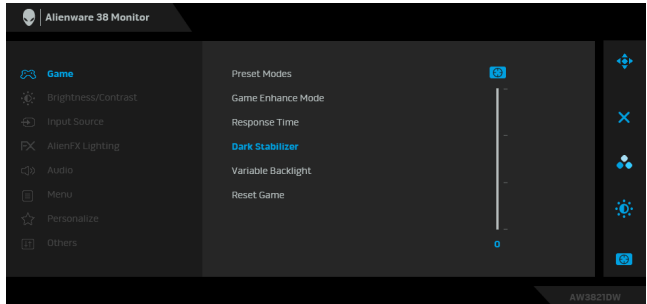 Alienware 38 Monitor
Game
Brightness/Contrast
Input Source
AlienFX Lighting
Audio
Menu
Personalize
Others
Preset Modes
Game Enhance Mode
Response Time
Dark Stabilizer
Variable Backlight
Reset Game
0
AW3821DW